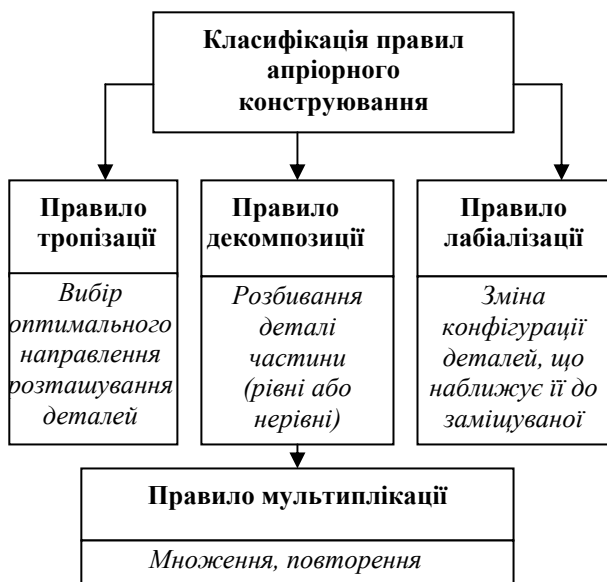 Класифікація правил
апріорного
конструювання
Правило
тропізації
Вибір
оптимального
направлення
розташування
деталей
Правило
декомпозиції
Розбивання
деталі
частини
(рівні або
нерівні)
Правило
лабіалізації
Зміна
конфігурації
деталей, що
наближує її до
заміщуваної
Правило мультиплікації
Множення, повторення